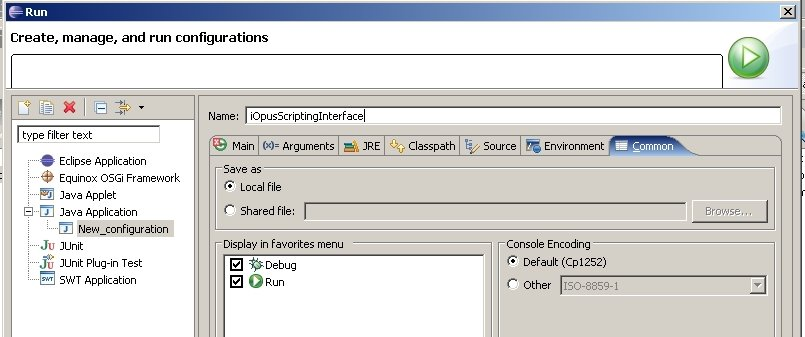 Run
Create, manage, and run configurations
Name: iOpusScriptingInterface
type filter text
Main (x)= Arguments JRE Classpath Source Environment Common
Eclipse Application
Equinox OSGi Framework
Java Applet
Java Application
New_configuration
JUnit
JUnit Plug-in Test
SWT Application
Save as
Local file
Shared file: Browse...
Display in favorites menu
Debug
Run
Console Encoding
Default (Cp1252)
Other ISO-8859-1